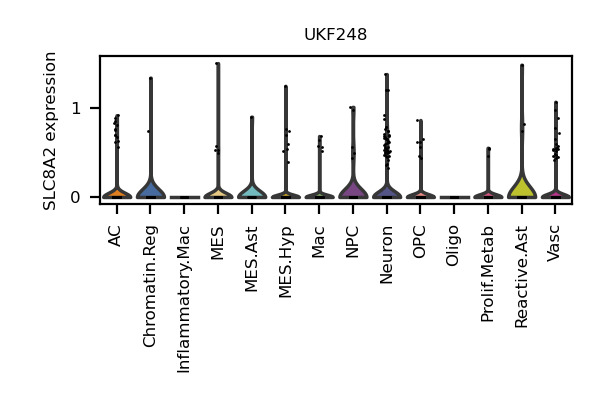 UKF248
SLC8A2 expression
1
0
AC
Chromatin.Reg
Inflammatory.Mac
MES
MES.Ast
MES.Hyp
Mac
NPC
Neuron
OPC
Oligo
Prolif.Metab
Reactive.Ast
Vasc